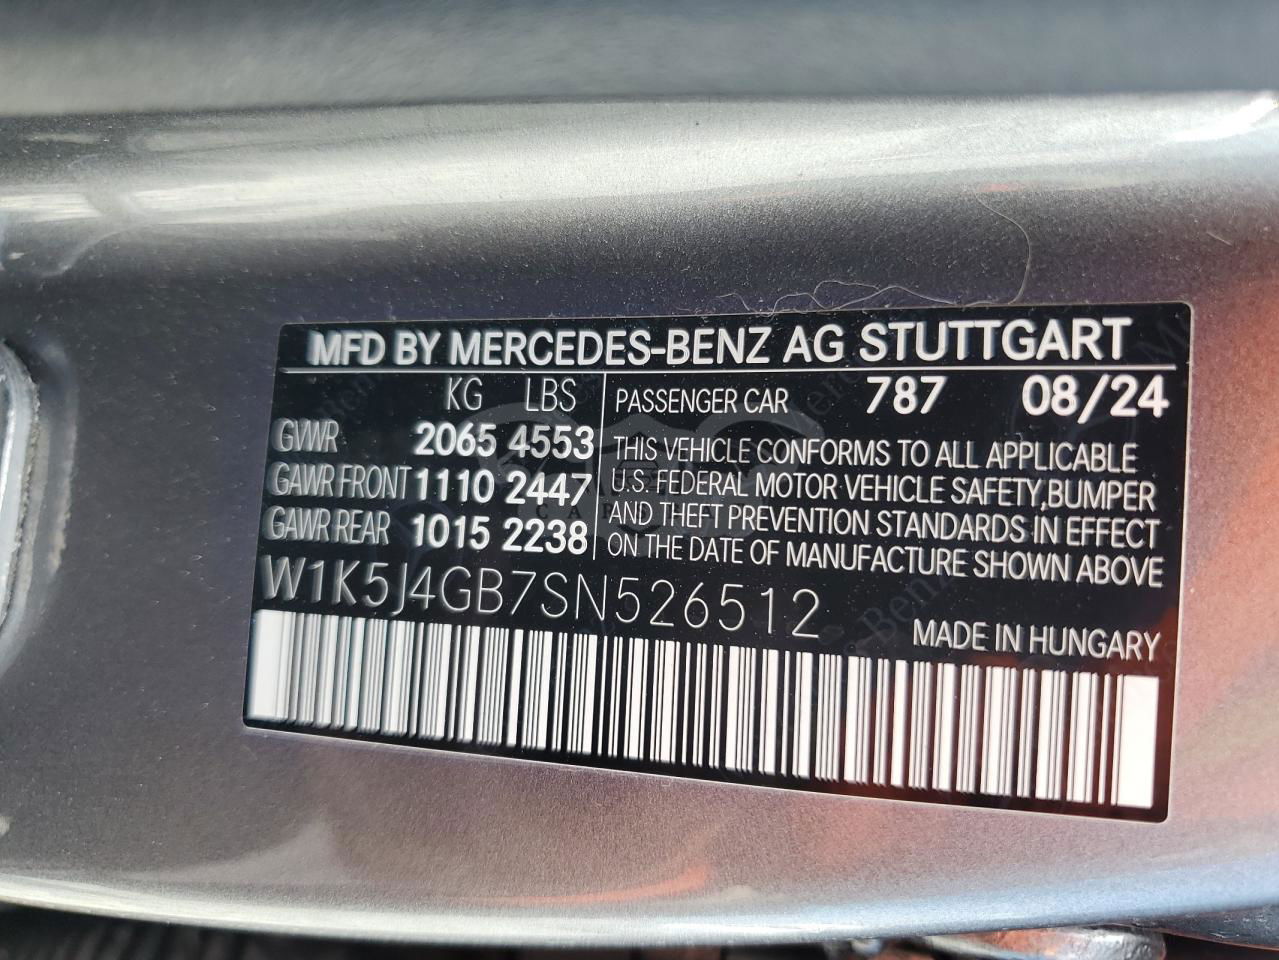 MFD BY MERCEDES-BENZ AG STUTTGART
KG LBS
GVWR 2065 4553
GAWR FRONT 1110 2447
GAWR REAR 1015 2238
PASSENGER CAR 787 08/24
THIS VEHICLE CONFORMS TO ALL APPLICABLE
U.S. FEDERAL MOTOR VEHICLE SAFETY,BUMPER
AND THEFT PREVENTION STANDARDS IN EFFECT
ON THE DATE OF MANUFACTURE SHOWN ABOVE
W1K5J4GB7SN526512
MADE IN HUNGARY